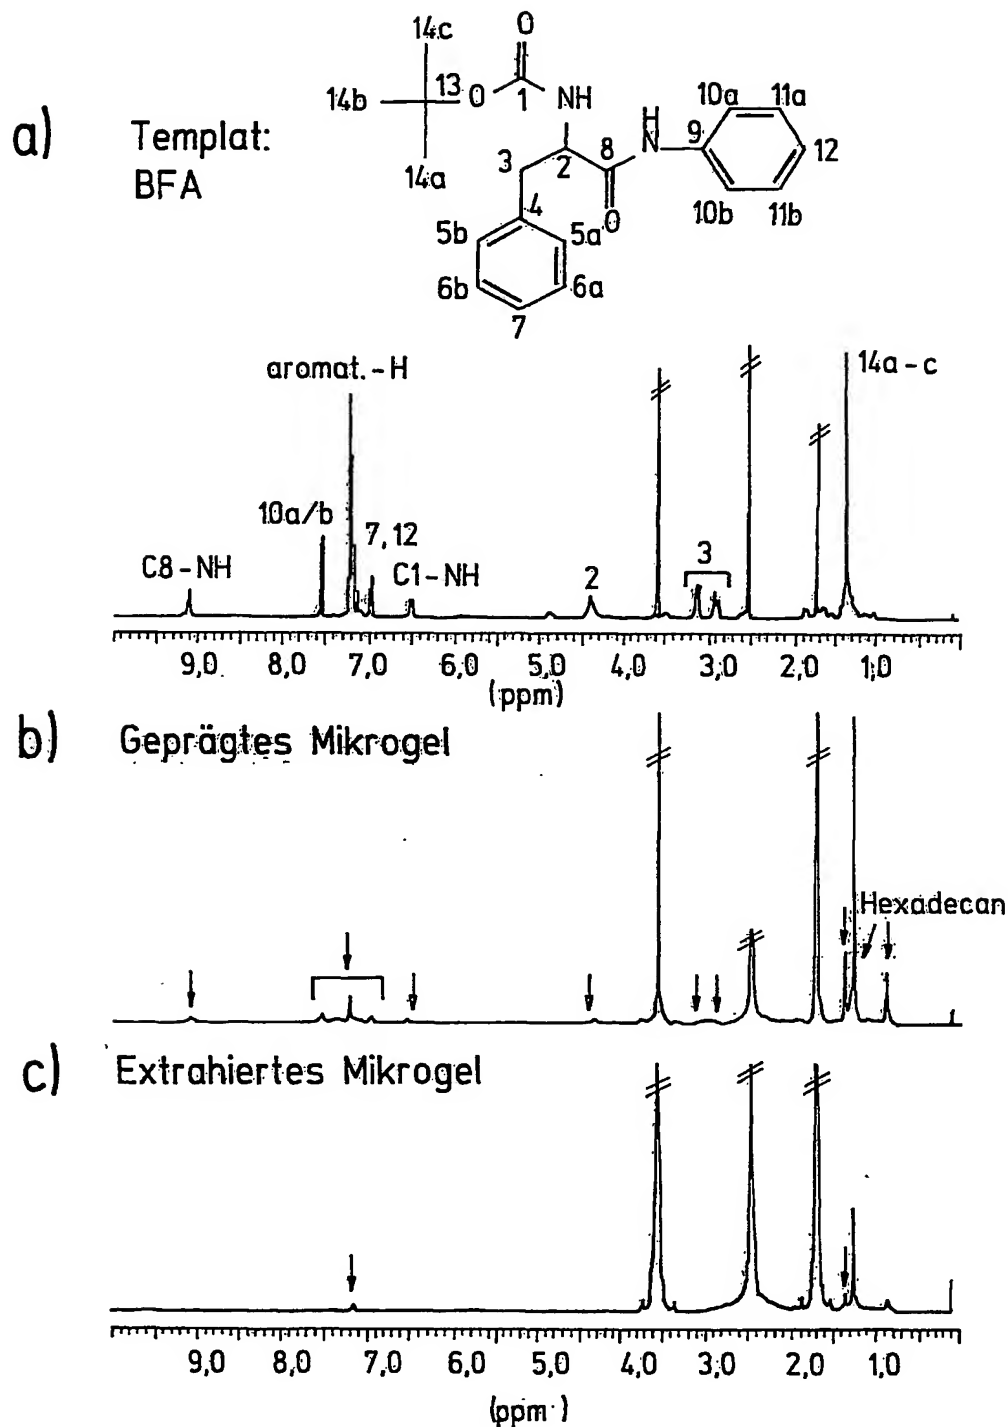 a) Templat:
BFA
14c
14b
14a
13
O
O
1
NH
3
2
8
O
H
N
9
10a
11a
12
10b
11b
4
5b
5a
6b
6a
7
aromat.-H
14a-c
10a/b
7,12
C8-NH
C1-NH
2
3
9,0 8,0 7,0 6,0 5,0 4,0 3,0 2,0 1,0
(ppm)
b) Geprägtes Mikrogel
Hexadecan
c) Extrahiertes Mikrogel
9,0 8,0 7,0 6,0 5,0 4,0 3,0 2,0 1,0
(ppm)